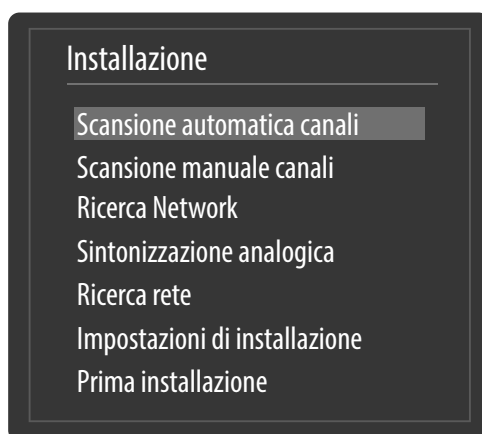 Installazione
Scansione automatica canali
Scansione manuale canali
Ricerca Network
Sintonizzazione analogica
Ricerca rete
Impostazioni di installazione
Prima installazione